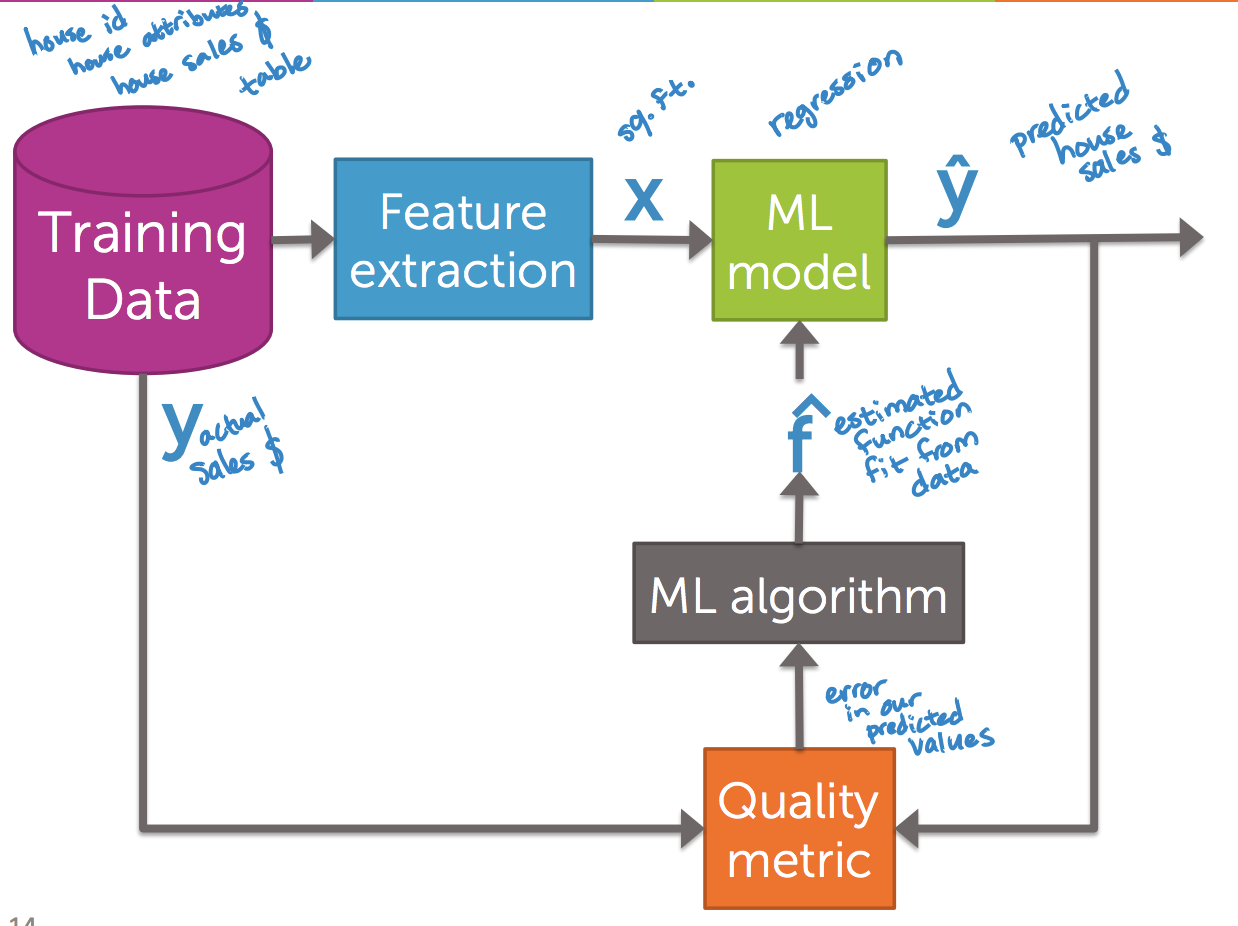 house id
house attributes
house sales $
table
Training
Data
Feature
extraction
sq. ft.
x
regression
ML
model
ŷ
predicted
house
sales $
y actual
sales $
f̂
estimated
function
fit from
data
ML algorithm
error
in our
predicted
values
Quality
metric
14